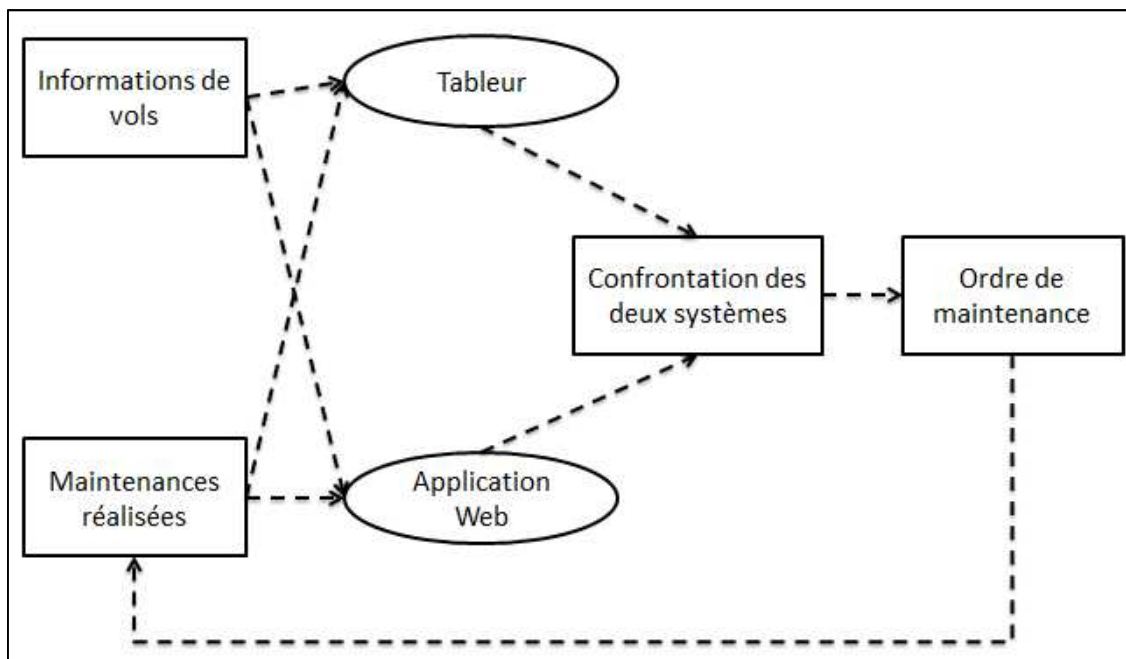 Informations de
vols
Tableur
Confrontation des
deux systèmes
Ordre de
maintenance
Maintenances
réalisées
Application
Web